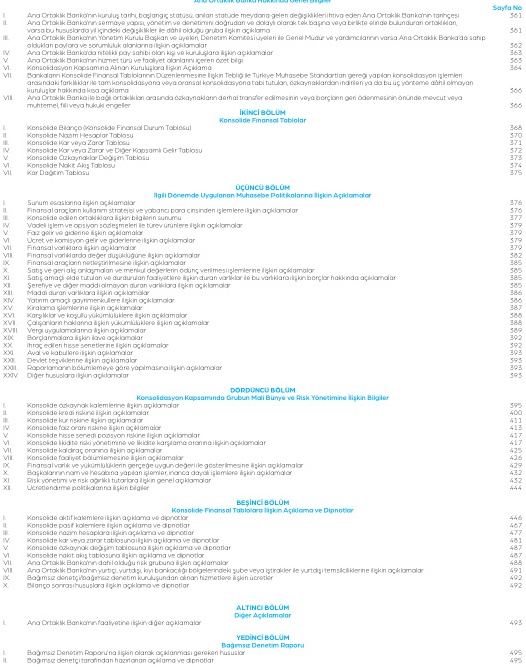 Ana Ortaklık Banka Hakkında Genel Bilgiler
Sayfa No
I. Ana Ortaklık Banka'nın kuruluş tarihi, başlangıç statüsü, anılan statüde meydana gelen değişiklikleri ihtiva eden Ana Ortaklık Banka'nın tarihçesi 361
II. Ana Ortaklık Banka'nın sermaye yapısı, yönetim ve denetimini doğrudan ve dolaylı olarak tek başına veya birlikte elinde bulunduran ortaklıkları,
varsa bu hususlarda yıl içindeki değişiklikler ile dâhil olduğu gruba ilişkin açıklama 361
III. Ana Ortaklık Banka'nın Yönetim Kurulu Başkan ve üyeleri, Denetim Komitesi üyeleri ile Genel Müdür ve yardımcılarının varsa Ana Ortaklık Banka'da sahip
oldukları paylara ve sorumluluk alanlarına ilişkin açıklamalar 362
IV. Ana Ortaklık Banka'da nitelikli pay sahibi olan kişi ve kuruluşlara ilişkin açıklamalar 363
V. Ana Ortaklık Banka'nın hizmet türü ve faaliyet alanlarını içeren özet bilgi 363
VI. Konsolidasyon Kapsamına Alınan Kuruluşlara İlişkin Açıklama 364
VII. Bankaların Konsolide Finansal Tablolarının Düzenlenmesine İlişkin Tebliğ ile Türkiye Muhasebe Standartları gereği yapılan konsolidasyon işlemleri
arasındaki farklılıklar ile tam konsolidasyona veya oransal konsolidasyona tabi tutulan, özkaynaklardan indirilen ya da bu üç yönteme dâhil olmayan
kuruluşlar hakkında kısa açıklama 366
VIII. Ana Ortaklık Banka ile bağlı ortaklıkları arasında özkaynakların derhal transfer edilmesinin veya borçların geri ödenmesinin önünde mevcut veya
muhtemel, fiili veya hukuki engeller 366
İKİNCİ BÖLÜM
Konsolide Finansal Tablolar
I. Konsolide Bilanço (Konsolide Finansal Durum Tablosu) 368
II. Konsolide Nazım Hesaplar Tablosu 370
III. Konsolide Kar veya Zarar Tablosu 371
IV. Konsolide Kar veya Zarar ve Diğer Kapsamlı Gelir Tablosu 372
V. Konsolide Özkaynaklar Değişim Tablosu 373
VI. Konsolide Nakit Akış Tablosu 374
VII. Kar Dağıtım Tablosu 375
ÜÇÜNCÜ BÖLÜM
İlgili Dönemde Uygulanan Muhasebe Politikalarına İlişkin Açıklamalar
I. Sunum esaslarına ilişkin açıklamalar 376
II. Finansal araçların kullanım stratejisi ve yabancı para cinsinden işlemlere ilişkin açıklamalar 376
III. Konsolide edilen ortaklıklara ilişkin bilgilerin sunumu 377
IV. Vadeli işlem ve opsiyon sözleşmeleri ile türev ürünlere ilişkin açıklamalar 379
V. Faiz gelir ve giderine ilişkin açıklamalar 379
VI. Ücret ve komisyon gelir ve giderlerine ilişkin açıklamalar 379
VII. Finansal varlıklara ilişkin açıklamalar 379
VIII. Finansal varlıklarda değer düşüklüğüne ilişkin açıklamalar 382
IX. Finansal araçların netleştirilmesine ilişkin açıklamalar 385
X. Satış ve geri alış anlaşmaları ve menkul değerlerin ödünç verilmesi işlemlerine ilişkin açıklamalar 385
XI. Satış amaçlı elde tutulan ve durdurulan faaliyetlere ilişkin duran varlıklar ile bu varlıklara ilişkin borçlar hakkında açıklamalar 385
XII. Şerefiye ve diğer maddi olmayan duran varlıklara ilişkin açıklamalar 385
XIII. Maddi duran varlıklara ilişkin açıklamalar 386
XIV. Yatırım amaçlı gayrimenkullere ilişkin açıklamalar 386
XV. Kiralama işlemlerine ilişkin açıklamalar 387
XVI. Karşılıklar ve koşullu yükümlülüklere ilişkin açıklamalar 388
XVII. Çalışanların haklarına ilişkin yükümlülüklere ilişkin açıklamalar 388
XVIII. Vergi uygulamalarına ilişkin açıklamalar 389
XIX. Borçlanmalara ilişkin ilave açıklamalar 392
XX. İhraç edilen hisse senetlerine ilişkin açıklamalar 392
XXI. Aval ve kabullere ilişkin açıklamalar 393
XXII. Devlet teşviklerine ilişkin açıklamalar 393
XXIII. Raporlamanın bölümlemeye göre yapılmasına ilişkin açıklamalar 393
XXIV. Diğer hususlara ilişkin açıklamalar 393
DÖRDÜNCÜ BÖLÜM
Konsolidasyon Kapsamında Grubun Mali Bünye ve Risk Yönetimine İlişkin Bilgiler
I. Konsolide özkaynak kalemlerine ilişkin açıklamalar 395
II. Konsolide kredi riskine ilişkin açıklamalar 400
III. Konsolide kur riskine ilişkin açıklamalar 411
IV. Konsolide faiz oranı riskine ilişkin açıklamalar 413
V. Konsolide hisse senedi pozisyon riskine ilişkin açıklamalar 417
VI. Konsolide likidite riski yönetimine ve likidite karşılama oranına ilişkin açıklamalar 417
VII. Konsolide kaldıraç oranına ilişkin açıklamalar 425
VIII. Konsolide faaliyet bölümlemesine ilişkin açıklamalar 426
IX. Finansal varlık ve yükümlülüklerin gerçeğe uygun değeri ile gösterilmesine ilişkin açıklamalar 429
X. Başkalarının nam ve hesabına yapılan işlemler, inanca dayalı işlemlere ilişkin açıklamalar 432
XI. Risk yönetimi ve risk ağırlıklı tutarlara ilişkin genel açıklamalar 432
XII. Ücretlendirme politikalarına ilişkin bilgiler 444
BEŞİNCİ BÖLÜM
Konsolide Finansal Tablolara İlişkin Açıklama ve Dipnotlar
I. Konsolide aktif kalemlere ilişkin açıklama ve dipnotlar 446
II. Konsolide pasif kalemlere ilişkin açıklama ve dipnotlar 467
III. Konsolide nazım hesaplara ilişkin açıklama ve dipnotlar 477
IV. Konsolide kar veya zarar tablosuna ilişkin açıklama ve dipnotlar 481
V. Konsolide özkaynak değişim tablosuna ilişkin açıklama ve dipnotlar 487
VI. Konsolide nakit akış tablosuna ilişkin açıklama ve dipnotlar 487
VII. Ana Ortaklık Banka'nın dahil olduğu risk grubuna ilişkin açıklamalar 488
VIII. Ana Ortaklık Banka'nın yurtiçi, yurtdışı, kıyı bankacılığı bölgelerindeki şube veya iştirakler ile yurtdışı temsilciliklerine ilişkin açıklamalar 491
IX. Bağımsız denetçi/bağımsız denetim kuruluşundan alınan hizmetlere ilişkin ücretler 492
X. Bilanço sonrası hususlara ilişkin açıklama ve dipnotlar 492
ALTINCI BÖLÜM
Diğer Açıklamalar
I. Ana Ortaklık Banka'nın faaliyetine ilişkin diğer açıklamalar 493
YEDİNCİ BÖLÜM
Bağımsız Denetim Raporu
I. Bağımsız Denetim Raporu'na ilişkin olarak açıklanması gereken hususlar 495
II. Bağımsız denetçi tarafından hazırlanan açıklama ve dipnotlar 495